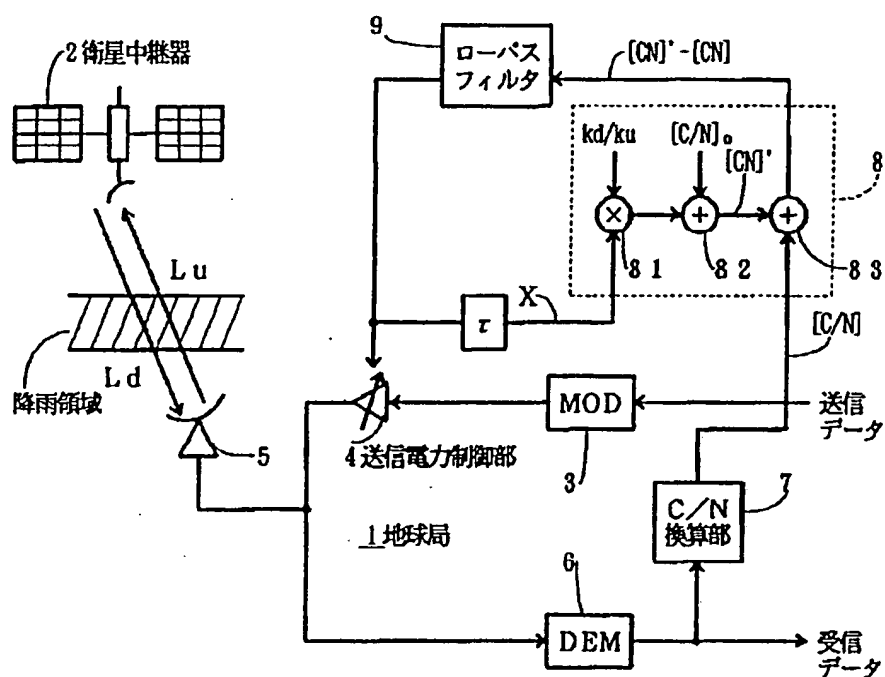 9
ローパス
フィルタ
[CN]'-[CN]
2衛星中継器
kd/ku
[C/N]。
[CN]'
8
×
+
+
81
82
83
Lu
X
τ
[C/N]
Ld
降雨領域
MOD
送信
データ
5
4送信電力制御部
3
C/N
換算部
7
1地球局
6
DEM
受信
データ